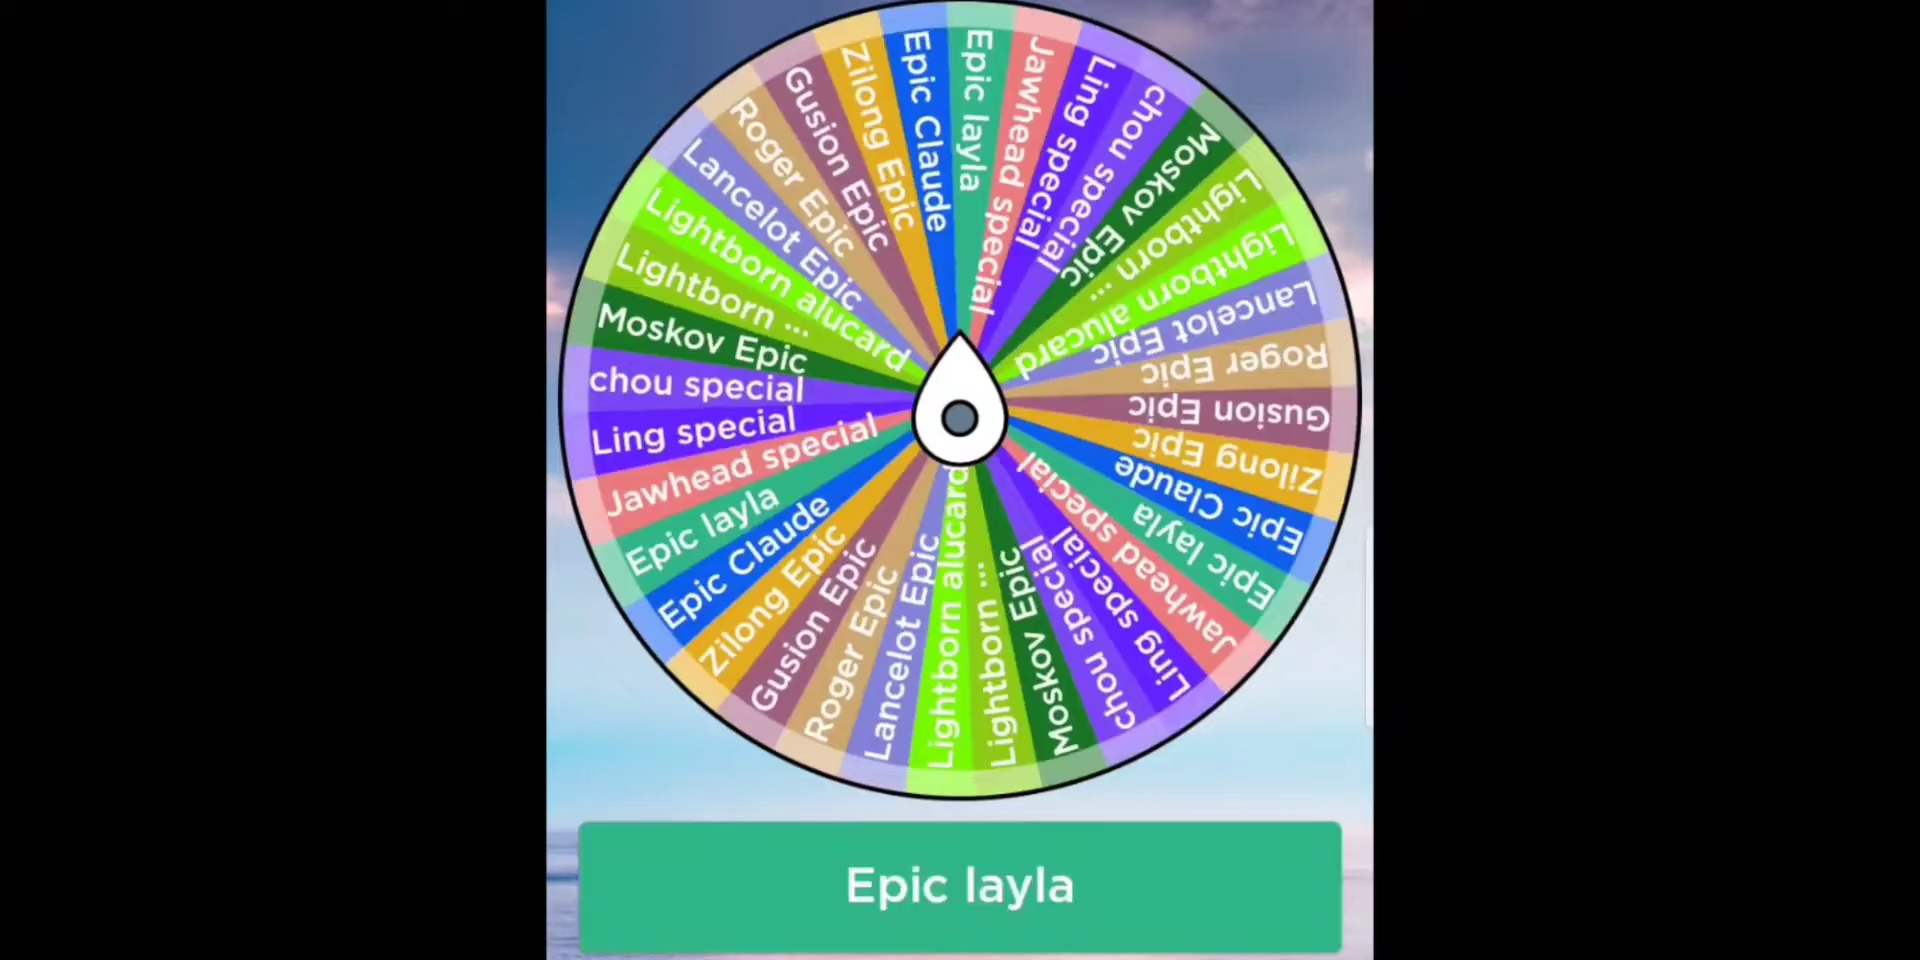 Epic layla
Jawhead special
Ling special
chou special
Moskov Epic
Lightborn ...
Lightborn alucard
Lancelot Epic
Roger Epic
Gusion Epic
Zilong Epic
Epic Claude
Epic layla
Jawhead special
Ling special
chou special
Moskov Epic
Lightborn ...
Lightborn alucard
Lancelot Epic
Roger Epic
Gusion Epic
Zilong Epic
Epic Claude
Epic layla
Jawhead special
Ling special
chou special
Moskov Epic
Lightborn ...
Lightborn alucard
Lancelot Epic
Roger Epic
Gusion Epic
Zilong Epic
Epic Claude
Epic layla